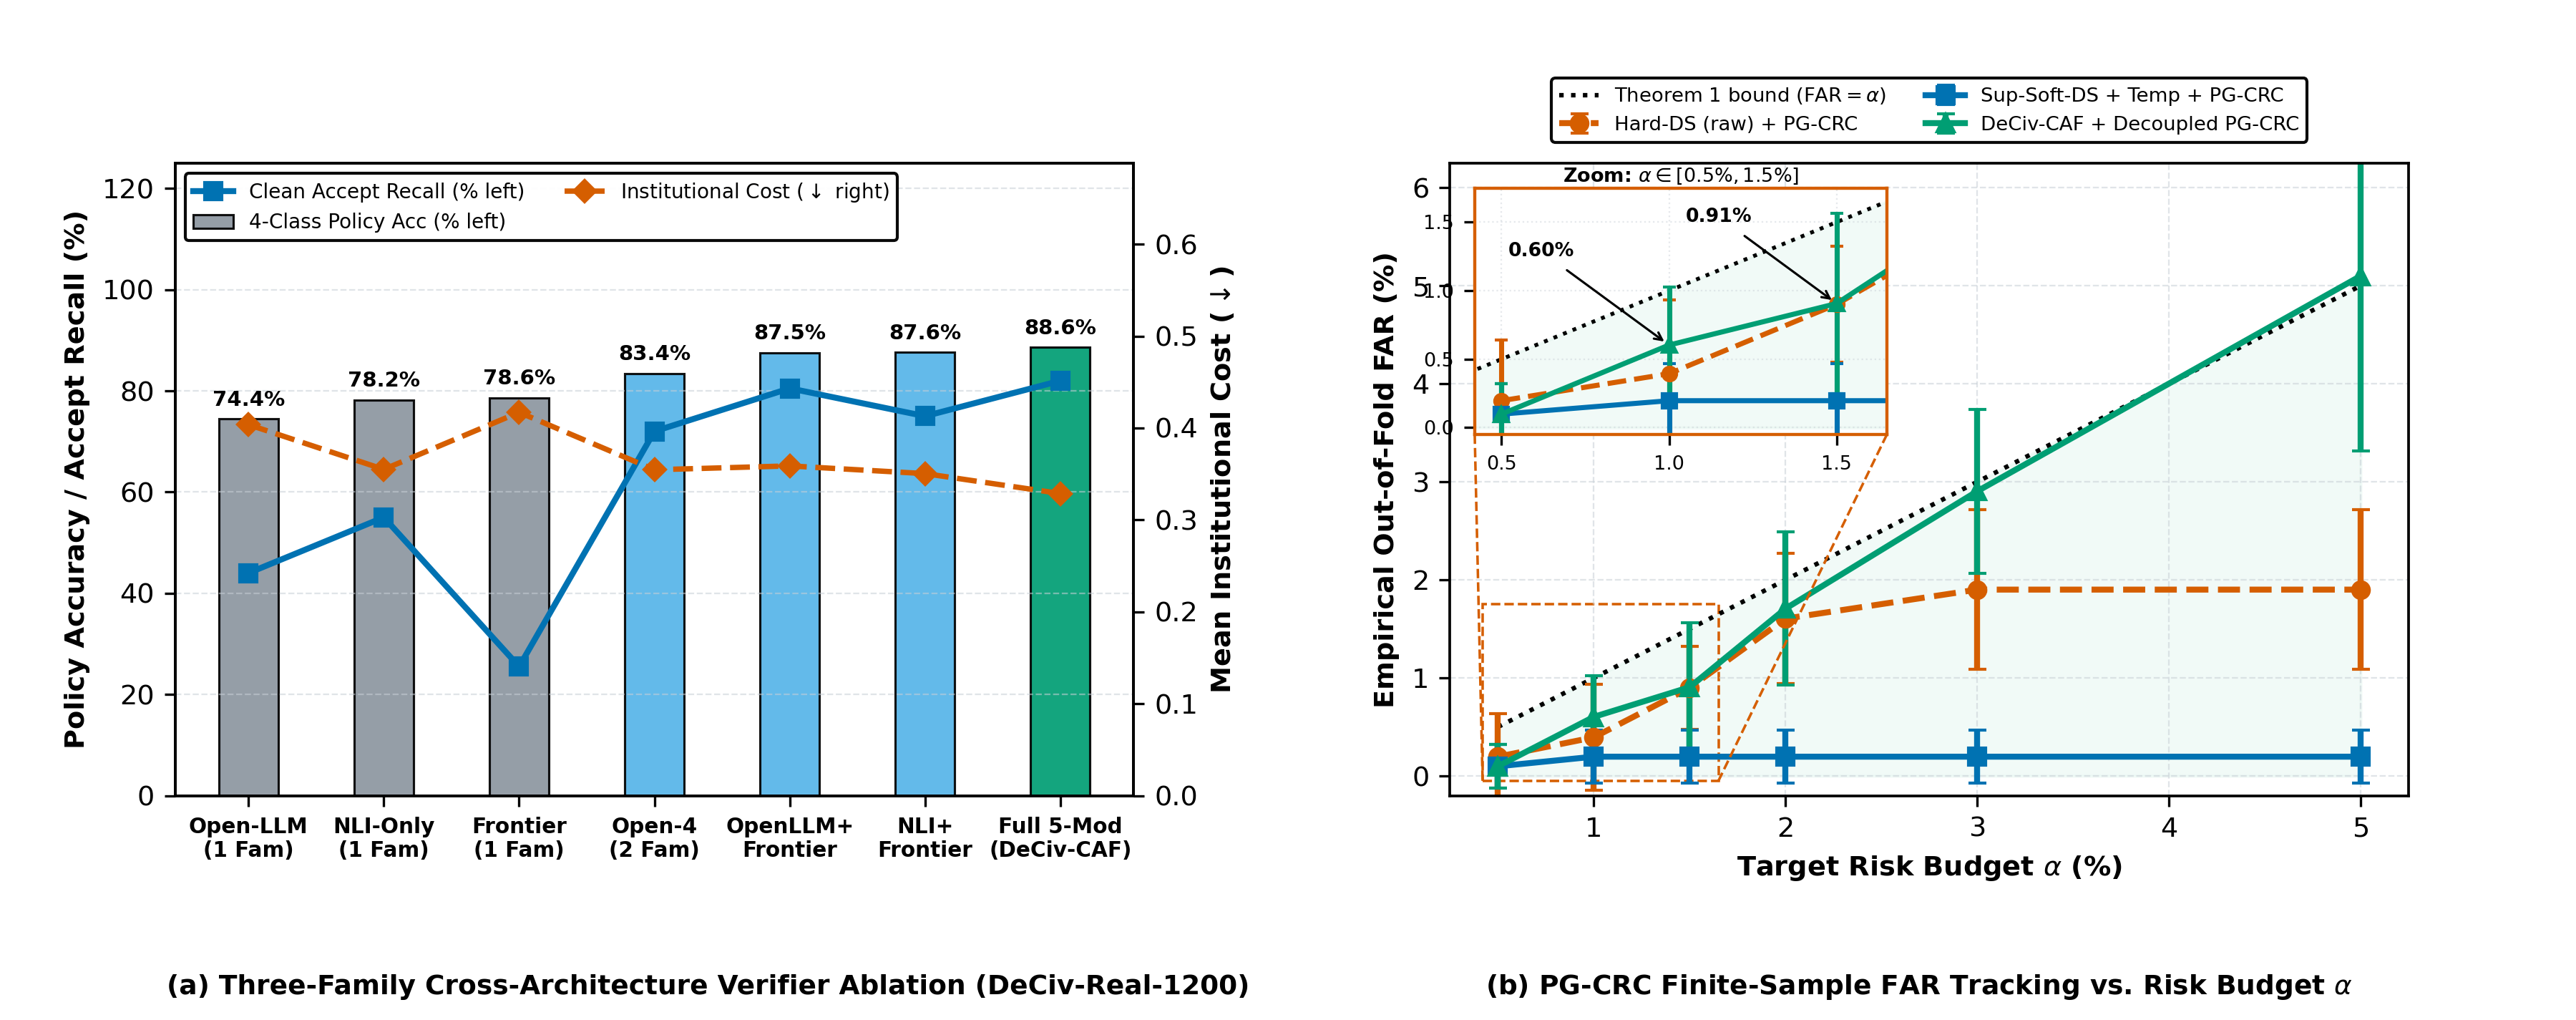 Clean Accept Recall (% left)
4-Class Policy Acc (% left)
Institutional Cost (↓ right)
Policy Accuracy / Accept Recall (%)
120
100
80
60
40
20
0
74.4%
78.2%
78.6%
83.4%
87.5%
87.6%
88.6%
Open-LLM
(1 Fam)
NLI-Only
(1 Fam)
Frontier
(1 Fam)
Open-4
(2 Fam)
OpenLLM+
Frontier
NLI+
Frontier
Full 5-Mod
(DeCiv-CAF)
0.6
0.5
0.4
0.3
0.2
0.1
0.0
Mean Institutional Cost (↓)
(a) Three-Family Cross-Architecture Verifier Ablation (DeCiv-Real-1200)
Theorem 1 bound (FAR = α)
Hard-DS (raw) + PG-CRC
Sup-Soft-DS + Temp + PG-CRC
DeCiv-CAF + Decoupled PG-CRC
Empirical Out-of-Fold FAR (%)
6
5
4
3
2
1
0
Zoom: α ∈ [0.5%, 1.5%]
1.5
1.0
0.5
0.0
0.60%
0.91%
0.5
1.0
1.5
1
2
3
4
5
Target Risk Budget α (%)
(b) PG-CRC Finite-Sample FAR Tracking vs. Risk Budget α